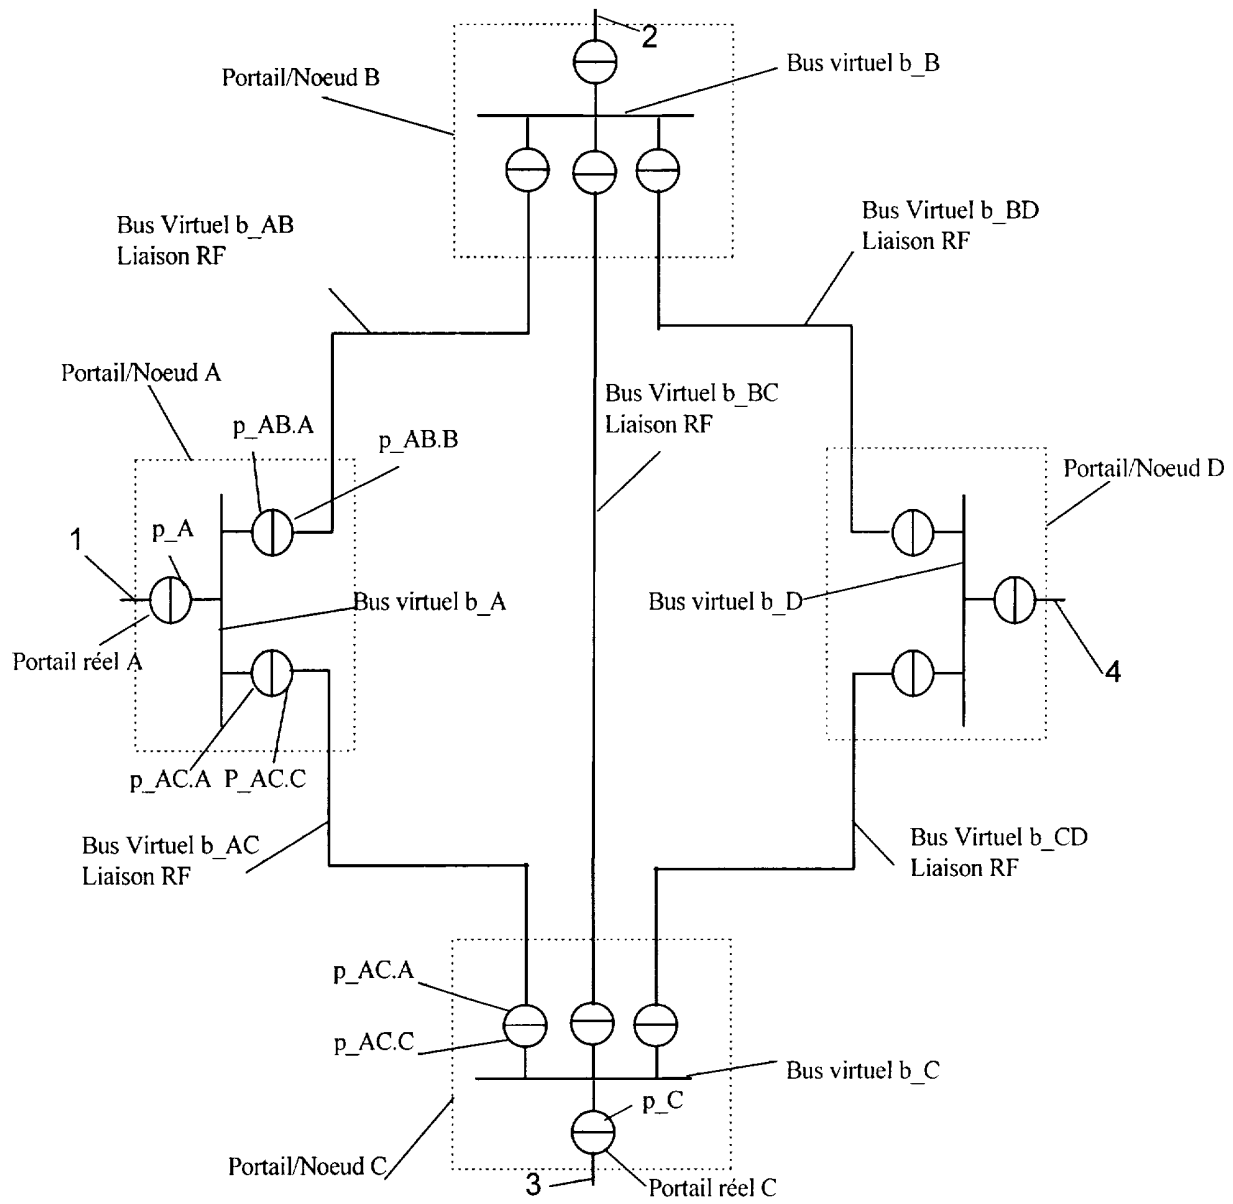 2
Portail/Noeud B
Bus virtuel b_B
Bus Virtuel b_AB
Liaison RF
Bus Virtuel b_BD
Liaison RF
Portail/Noeud A
Bus Virtuel b_BC
Liaison RF
p_AB.A
p_AB.B
Portail/Noeud D
1
p_A
Bus virtuel b_A
Bus virtuel b_D
Portail réel A
4
p_AC.A
P_AC.C
Bus Virtuel b_AC
Liaison RF
Bus Virtuel b_CD
Liaison RF
p_AC.A
p_AC.C
Bus virtuel b_C
p_C
Portail/Noeud C
3
Portail réel C